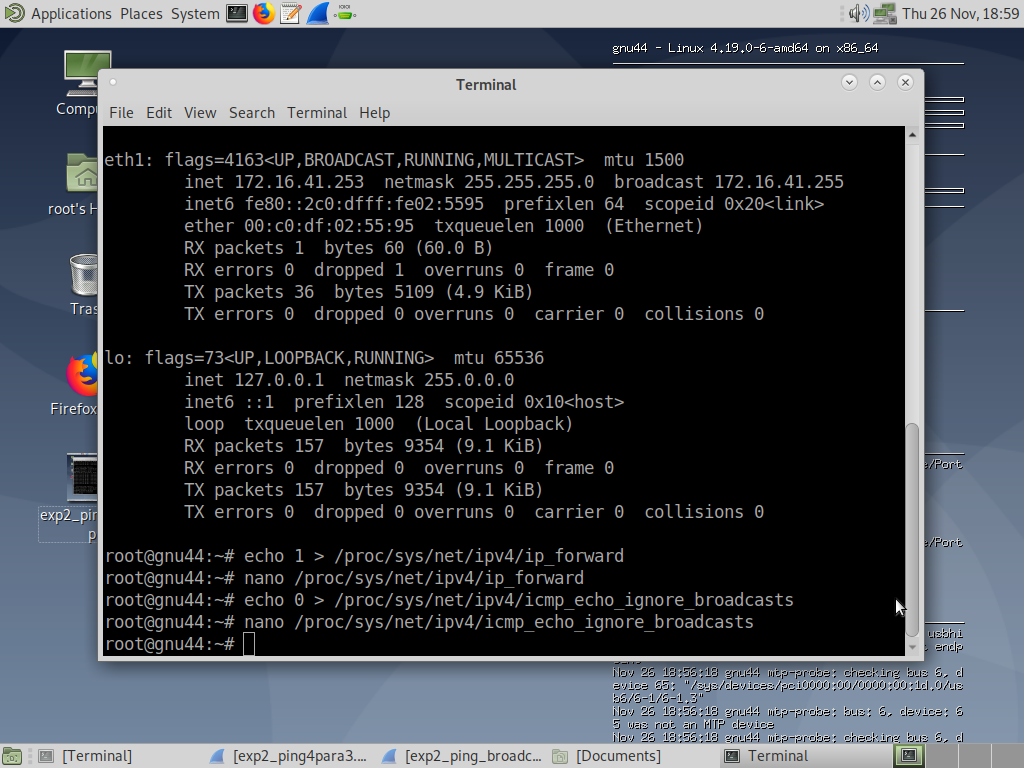 Applications Places System Thu 26 Nov, 18:59
gnu44 - Linux 4.19.0-6-amd64 on x86_64
Terminal
File Edit View Search Terminal Help
eth1: flags=4163<UP,BROADCAST,RUNNING,MULTICAST> mtu 1500
inet 172.16.41.253 netmask 255.255.255.0 broadcast 172.16.41.255
inet6 fe80::2c0:dfff:fe02:5595 prefixlen 64 scopeid 0x20<link>
ether 00:c0:df:02:55:95 txqueuelen 1000 (Ethernet)
RX packets 1 bytes 60 (60.0 B)
RX errors 0 dropped 1 overruns 0 frame 0
TX packets 36 bytes 5109 (4.9 KiB)
TX errors 0 dropped 0 overruns 0 carrier 0 collisions 0
lo: flags=73<UP,LOOPBACK,RUNNING> mtu 65536
inet 127.0.0.1 netmask 255.0.0.0
inet6 ::1 prefixlen 128 scopeid 0x10<host>
loop txqueuelen 1000 (Local Loopback)
RX packets 157 bytes 9354 (9.1 KiB)
RX errors 0 dropped 0 overruns 0 frame 0
TX packets 157 bytes 9354 (9.1 KiB)
TX errors 0 dropped 0 overruns 0 carrier 0 collisions 0
root@gnu44:~# echo 1 > /proc/sys/net/ipv4/ip_forward
root@gnu44:~# nano /proc/sys/net/ipv4/ip_forward
root@gnu44:~# echo 0 > /proc/sys/net/ipv4/icmp_echo_ignore_broadcasts
root@gnu44:~# nano /proc/sys/net/ipv4/icmp_echo_ignore_broadcasts
root@gnu44:~#
Compu
root's H
Tras
Firefox
exp2_pin
p
e/Port
e/Port
usbhi
endp
Nov 26 18:56:18 gnu44 mtp-probe: checking bus 6, d
evice 65: "/sys/devices/pci0000:00/0000:00:1d.0/us
b6/6-1/6-1.3"
Nov 26 18:56:18 gnu44 mtp-probe: bus: 6, device: 6
5 was not an MTP device
Nov 26 18:56:18 gnu44 mtp-probe: checking bus 6, d
[Terminal] [exp2_ping4para3.... [exp2_ping_broadc... [Documents] Terminal